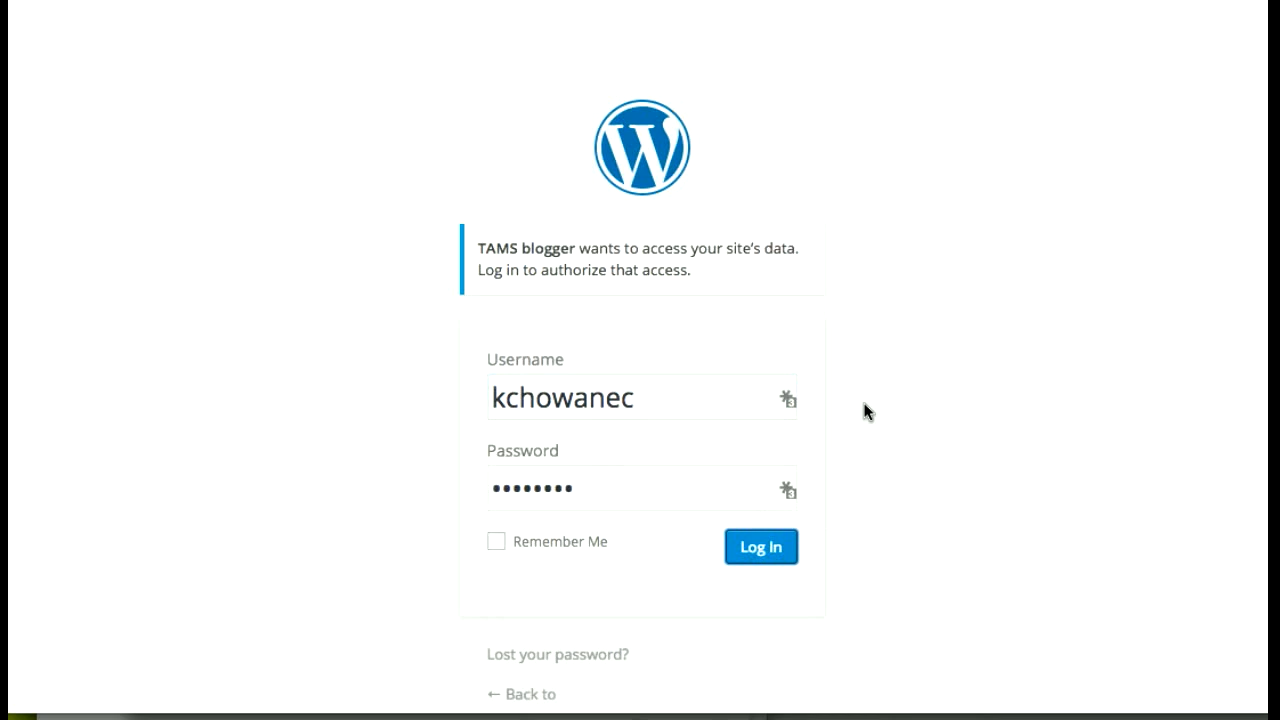 TAMS blogger wants to access your site's data.
Log in to authorize that access.
Username
kchowanec
Password
••••••••
Remember Me
Log In
Lost your password?
← Back to